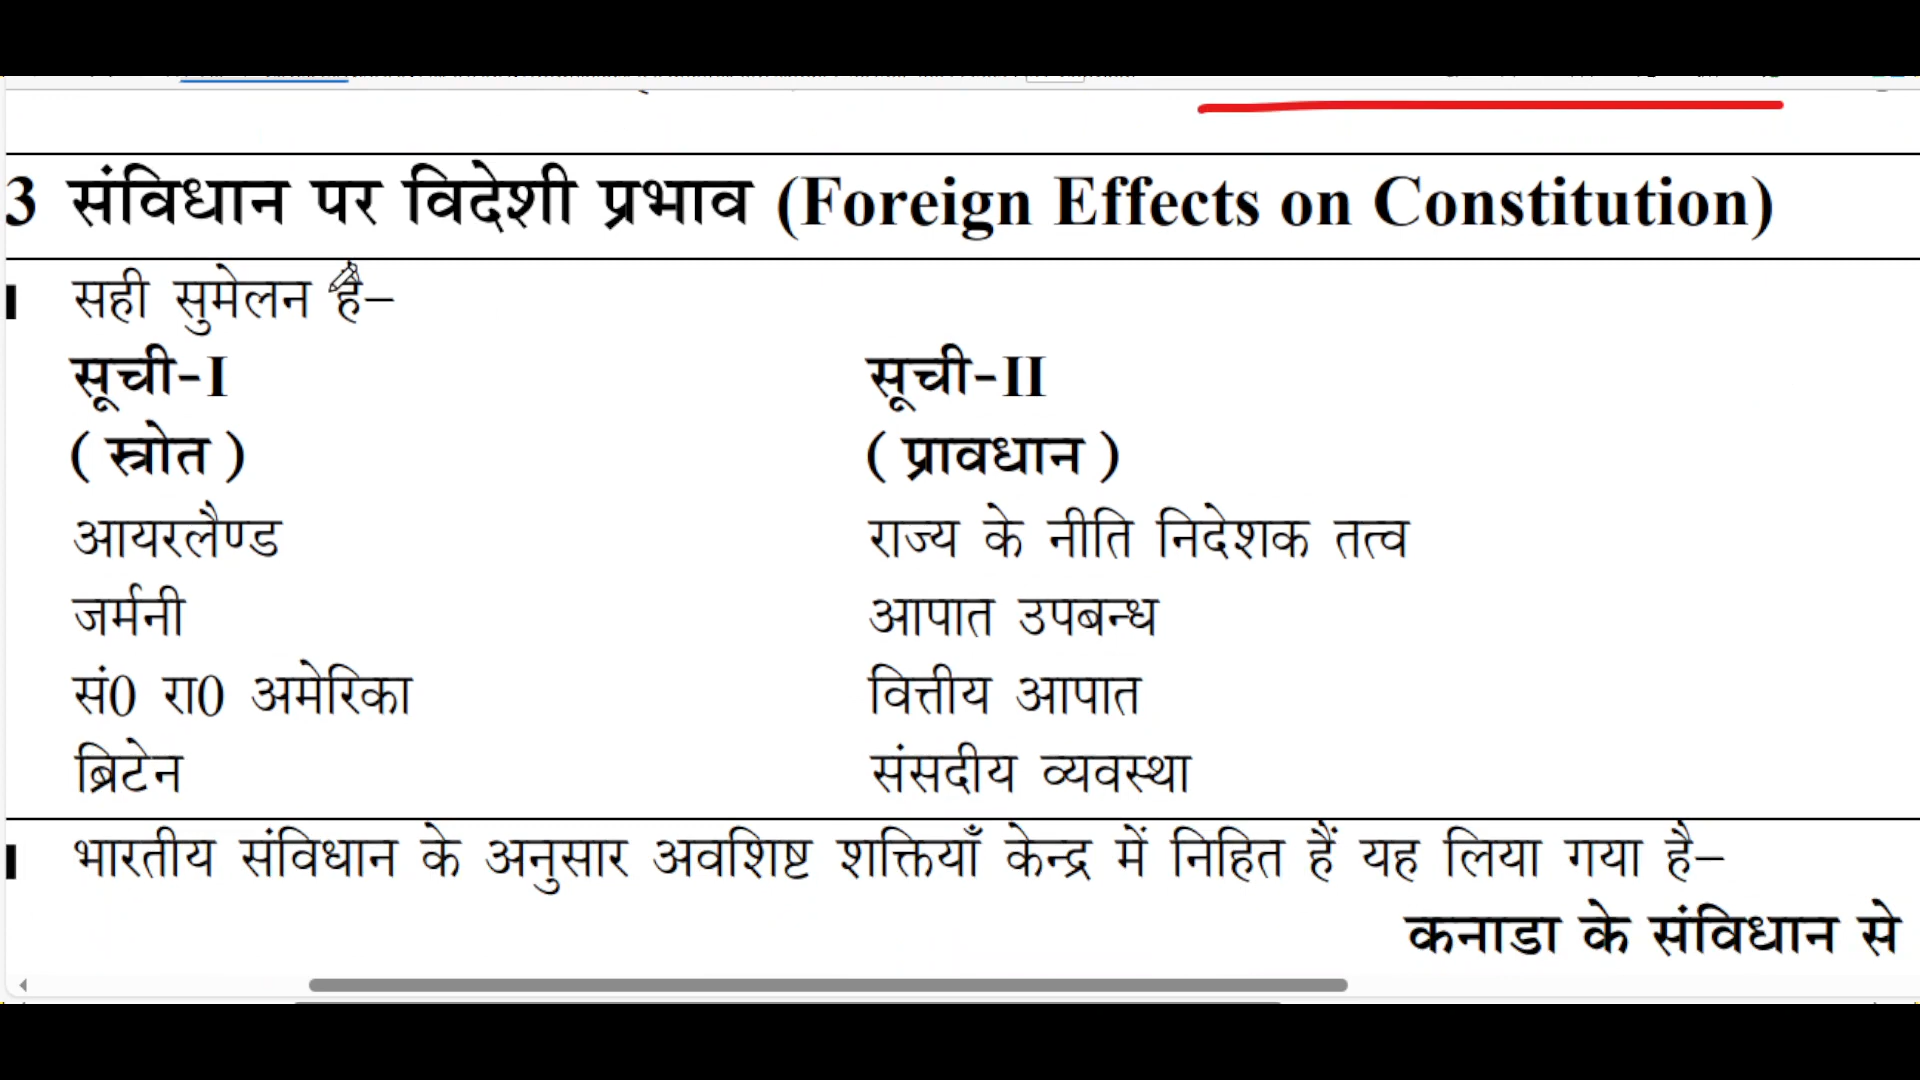 3 संविधान पर विदेशी प्रभाव (Foreign Effects on Constitution)
सही सुमेलन है–
सूची-I सूची-II
( स्त्रोत ) ( प्रावधान )
आयरलैण्ड राज्य के नीति निदेशक तत्व
जर्मनी आपात उपबन्ध
सं0 रा0 अमेरिका वित्तीय आपात
ब्रिटेन संसदीय व्यवस्था
भारतीय संविधान के अनुसार अवशिष्ट शक्तियाँ केन्द्र में निहित हैं यह लिया गया है–
कनाडा के संविधान से